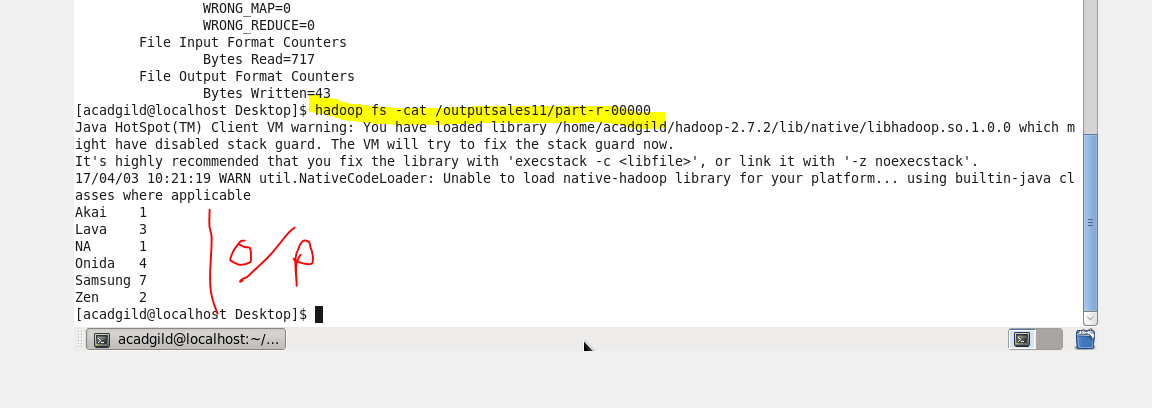 WRONG_MAP=0
WRONG_REDUCE=0
File Input Format Counters
Bytes Read=717
File Output Format Counters
Bytes Written=43
[acadgild@localhost Desktop]$ hadoop fs -cat /outputsales11/part-r-00000
Java HotSpot(TM) Client VM warning: You have loaded library /home/acadgild/hadoop-2.7.2/lib/native/libhadoop.so.1.0.0 which m
ight have disabled stack guard. The VM will try to fix the stack guard now.
It's highly recommended that you fix the library with 'execstack -c <libfile>', or link it with '-z noexecstack'.
17/04/03 10:21:19 WARN util.NativeCodeLoader: Unable to load native-hadoop library for your platform... using builtin-java cl
asses where applicable
Akai 1
Lava 3
NA 1
Onida 4
Samsung 7
Zen 2
O/P
[acadgild@localhost Desktop]$
acadgild@localhost:~/...